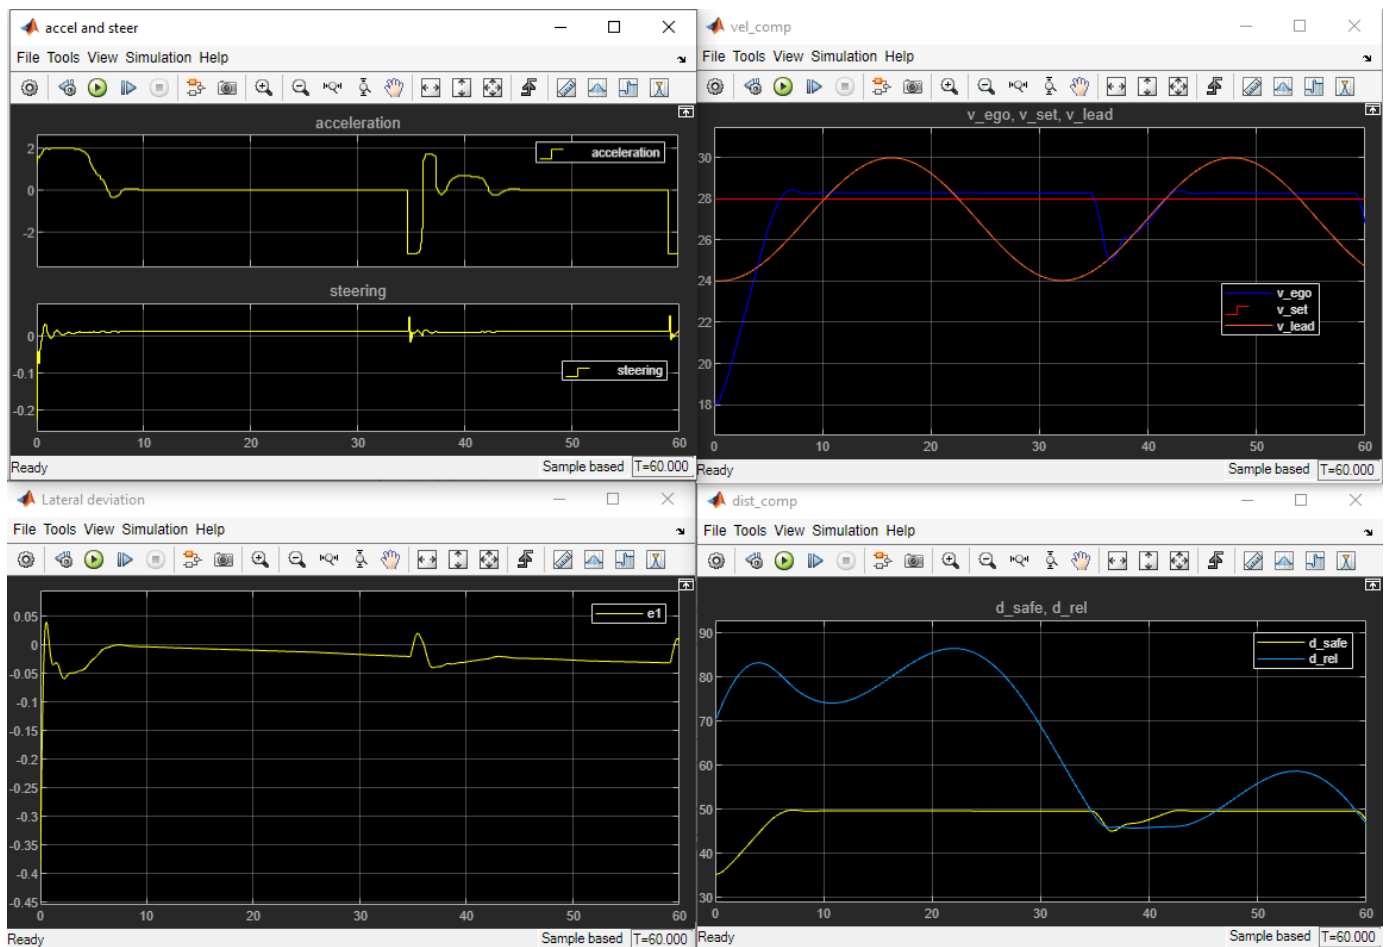 accel and steer
File Tools View Simulation Help
acceleration
acceleration
2
0
-2
steering
0
-0.1
-0.2
steering
0 10 20 30 40 50 60
Ready Sample based T=60.000
vel_comp
File Tools View Simulation Help
v_ego, v_set, v_lead
30
28
26
24
22
20
18
v_ego
v_set
v_lead
0 10 20 30 40 50 60
Ready Sample based T=60.000
Lateral deviation
File Tools View Simulation Help
e1
0.05
0
-0.05
-0.1
-0.15
-0.2
-0.25
-0.3
-0.35
-0.4
-0.45
0 10 20 30 40 50 60
Ready Sample based T=60.000
dist_comp
File Tools View Simulation Help
d_safe, d_rel
90
80
70
60
50
40
30
d_safe
d_rel
0 10 20 30 40 50 60
Ready Sample based T=60.000